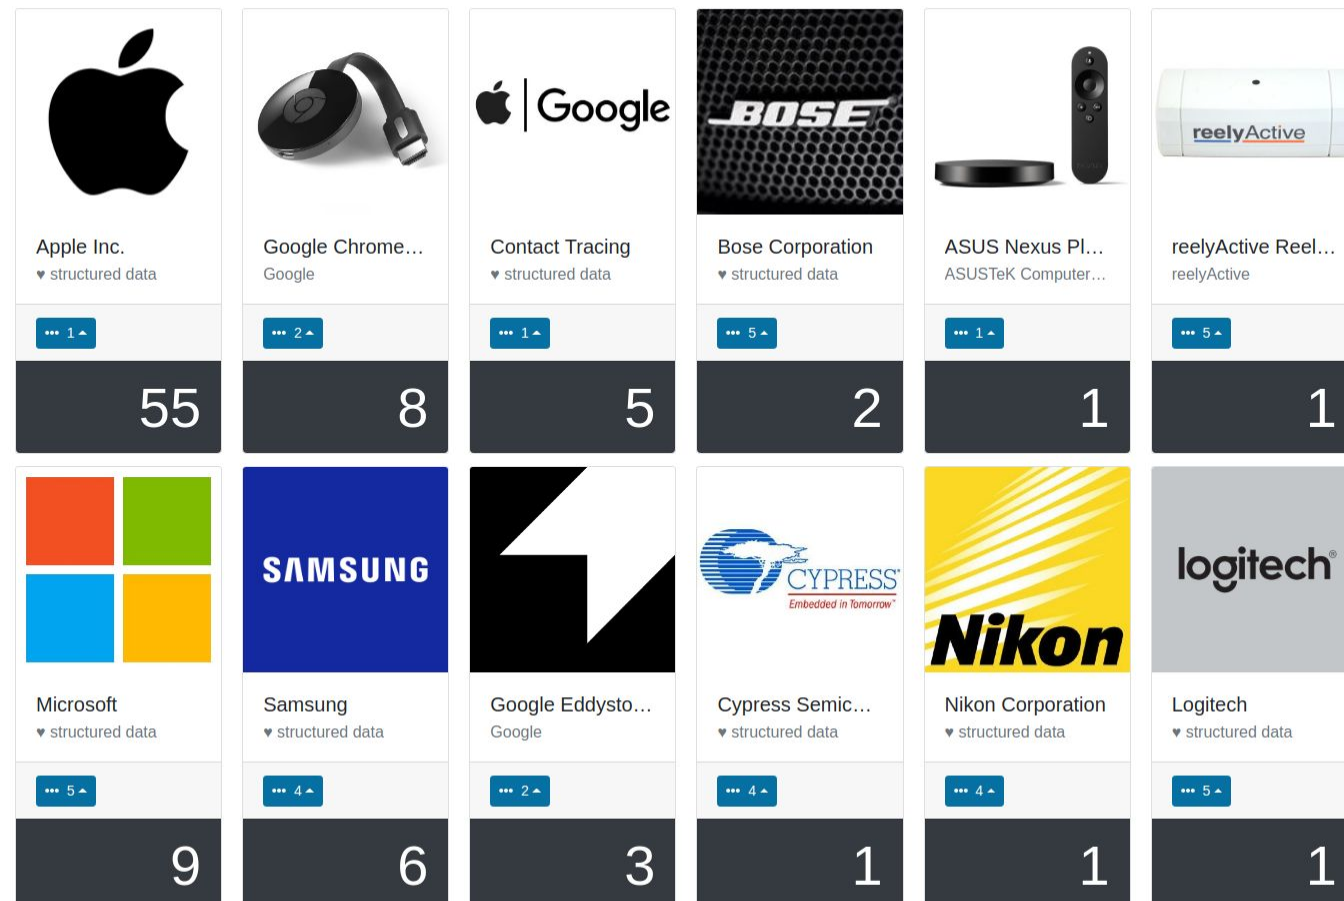 Google
BOSE
reelyActive
Apple Inc.
♥ structured data
Google Chrome…
Google
Contact Tracing
♥ structured data
Bose Corporation
♥ structured data
ASUS Nexus Pl…
ASUSTeK Computer…
reelyActive Reel…
reelyActive
••• 1
••• 2
••• 1
••• 5
••• 1
••• 5
55
8
5
2
1
1
SAMSUNG
CYPRESS
Embedded in Tomorrow™
Nikon
logitech®
Microsoft
♥ structured data
Samsung
♥ structured data
Google Eddysto…
Google
Cypress Semic…
♥ structured data
Nikon Corporation
♥ structured data
Logitech
♥ structured data
••• 5
••• 4
••• 2
••• 4
••• 4
••• 5
9
6
3
1
1
1